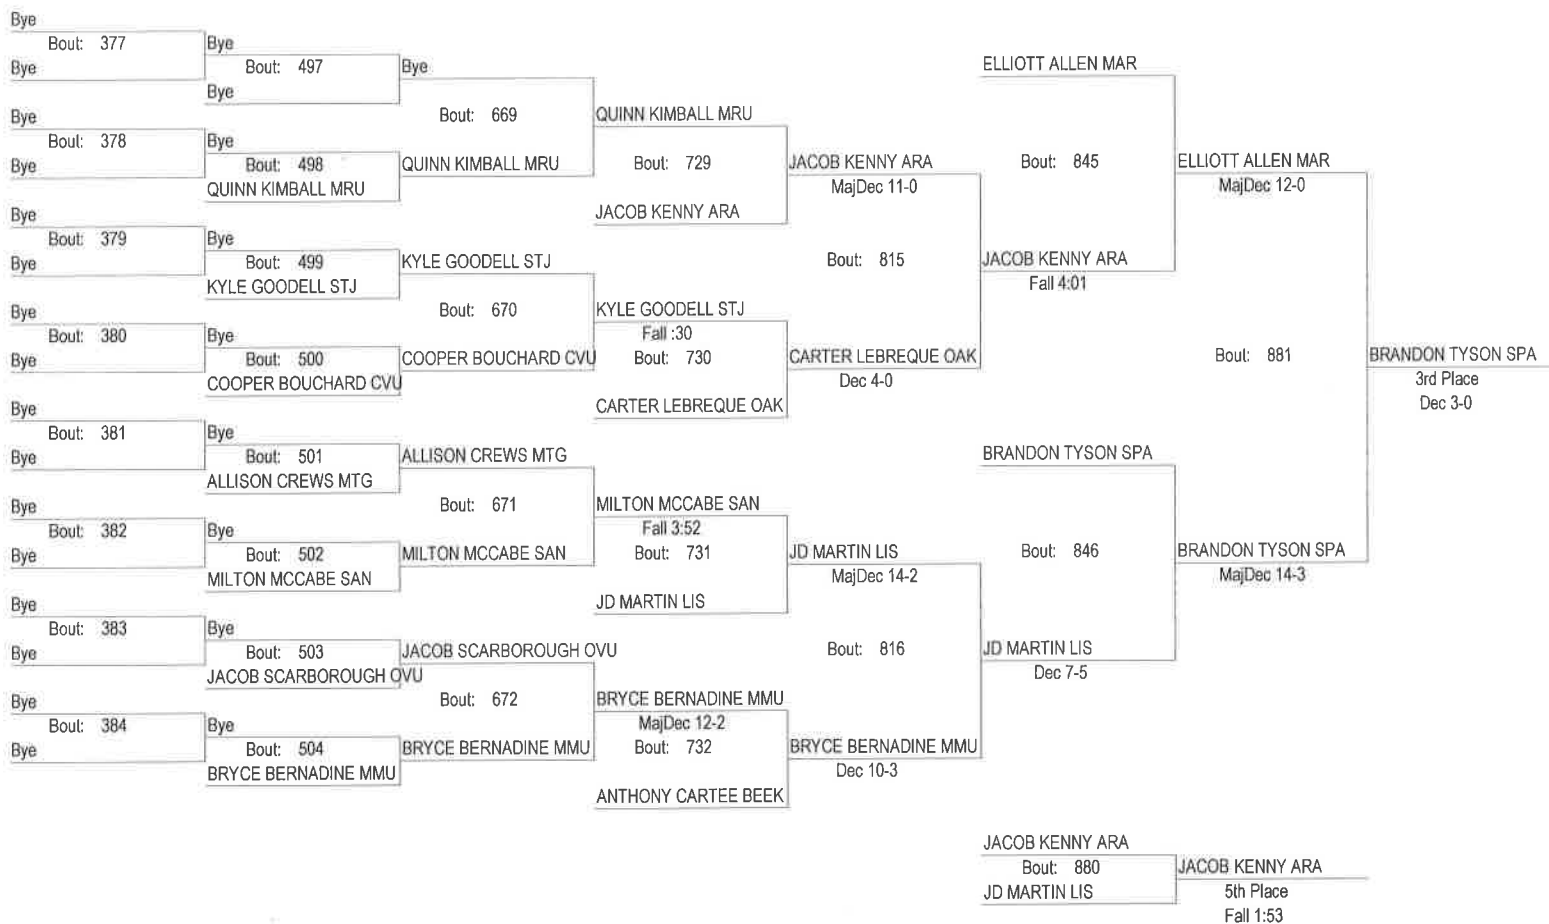 Bye
Bout: 377
Bye
Bye
Bout: 378
Bye
Bye
Bout: 379
Bye
Bye
Bout: 380
Bye
Bye
Bout: 381
Bye
Bye
Bout: 382
Bye
Bye
Bout: 383
Bye
Bye
Bout: 384
Bye
Bye
Bout: 497
Bye
Bye
Bout: 498
QUINN KIMBALL MRU
Bye
Bout: 499
KYLE GOODELL STJ
Bye
Bout: 500
COOPER BOUCHARD CVU
Bye
Bout: 501
ALLISON CREWS MTG
Bye
Bout: 502
MILTON MCCABE SAN
Bye
Bout: 503
JACOB SCARBOROUGH OVU
Bye
Bout: 504
BRYCE BERNADINE MMU
Bye
Bout: 669
QUINN KIMBALL MRU
KYLE GOODELL STJ
Bout: 670
COOPER BOUCHARD CVU
ALLISON CREWS MTG
Bout: 671
MILTON MCCABE SAN
JACOB SCARBOROUGH OVU
Bout: 672
BRYCE BERNADINE MMU
QUINN KIMBALL MRU
Bout: 729
JACOB KENNY ARA
KYLE GOODELL STJ
Fall :30
Bout: 730
CARTER LEBREQUE OAK
MILTON MCCABE SAN
Fall 3:52
Bout: 731
JD MARTIN LIS
BRYCE BERNADINE MMU
MajDec 12-2
Bout: 732
ANTHONY CARTEE BEEK
JACOB KENNY ARA
MajDec 11-0
Bout: 815
CARTER LEBREQUE OAK
Dec 4-0
JD MARTIN LIS
MajDec 14-2
Bout: 816
BRYCE BERNADINE MMU
Dec 10-3
ELLIOTT ALLEN MAR
Bout: 845
JACOB KENNY ARA
Fall 4:01
BRANDON TYSON SPA
Bout: 846
JD MARTIN LIS
Dec 7-5
ELLIOTT ALLEN MAR
MajDec 12-0
Bout: 881
BRANDON TYSON SPA
MajDec 14-3
BRANDON TYSON SPA
3rd Place
Dec 3-0
JACOB KENNY ARA
Bout: 880
JD MARTIN LIS
JACOB KENNY ARA
5th Place
Fall 1:53